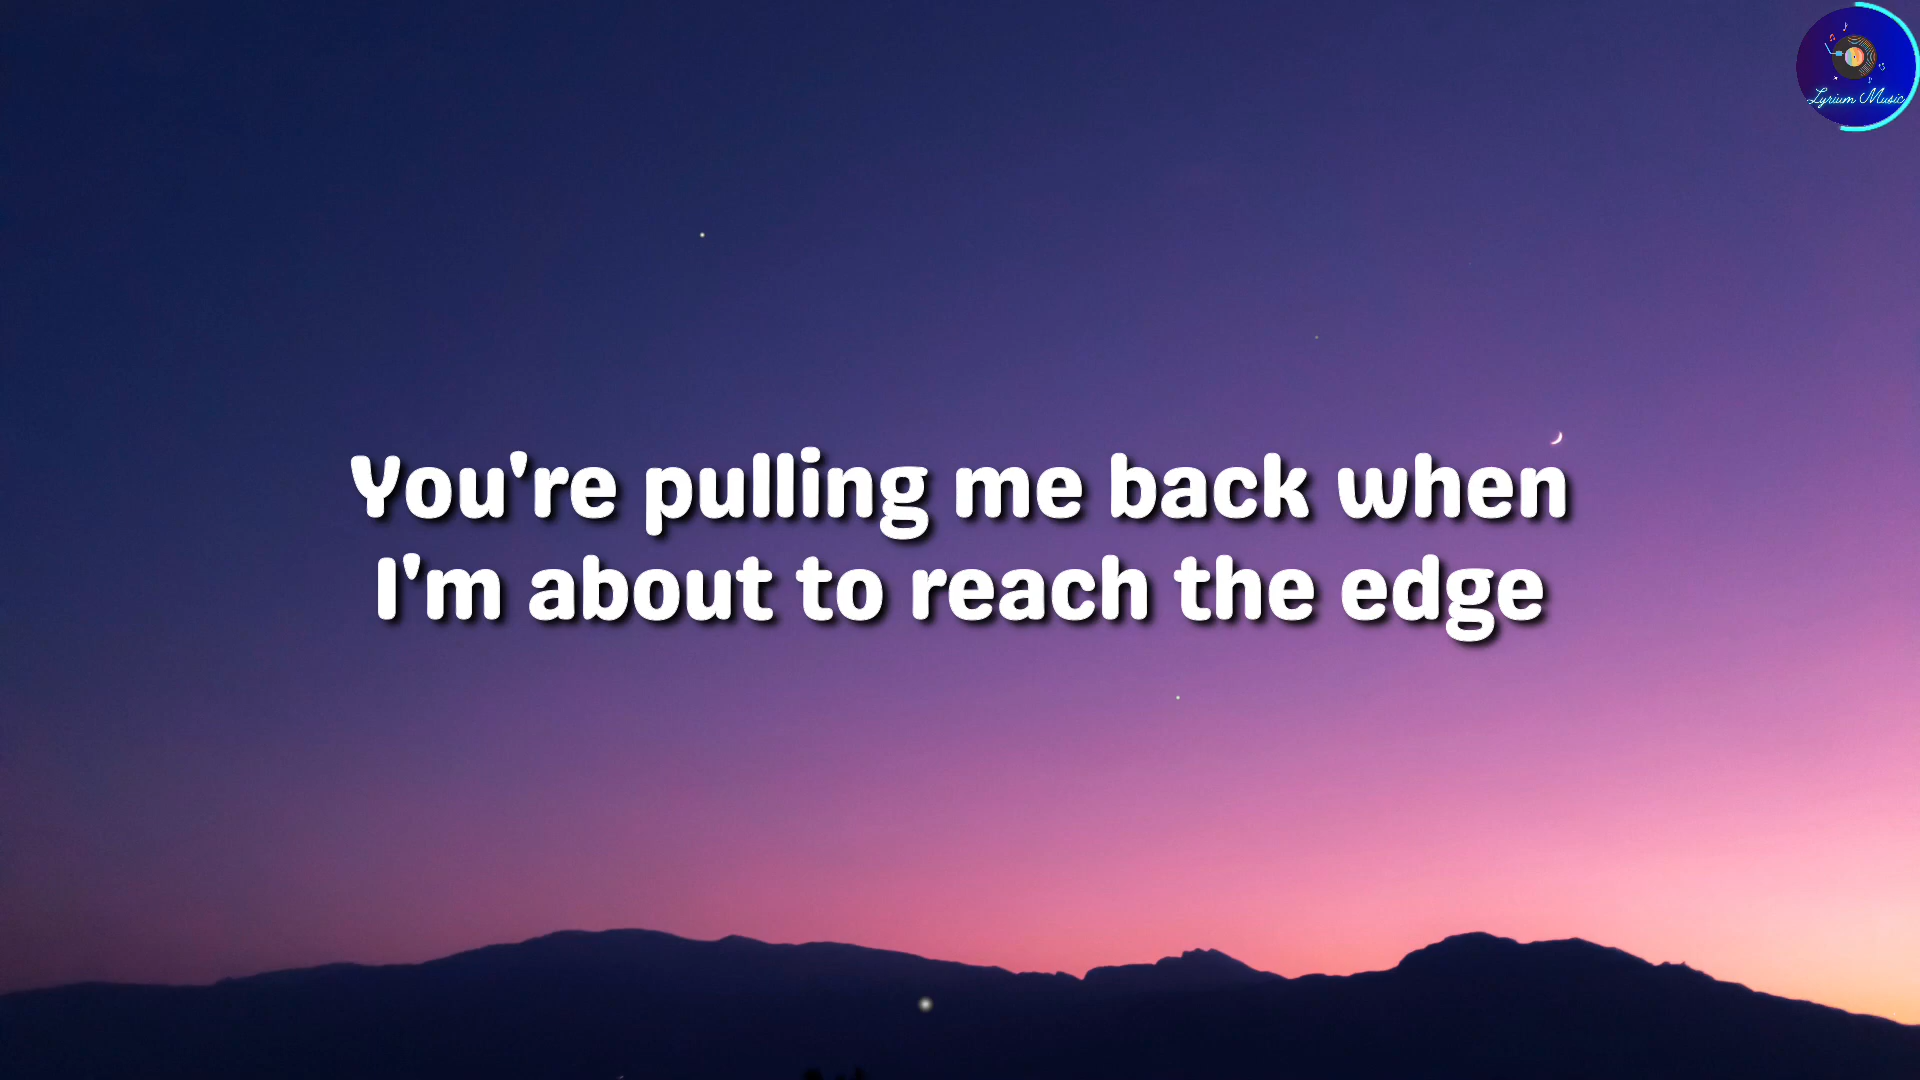 Lyrium Music
You're pulling me back when
I'm about to reach the edge